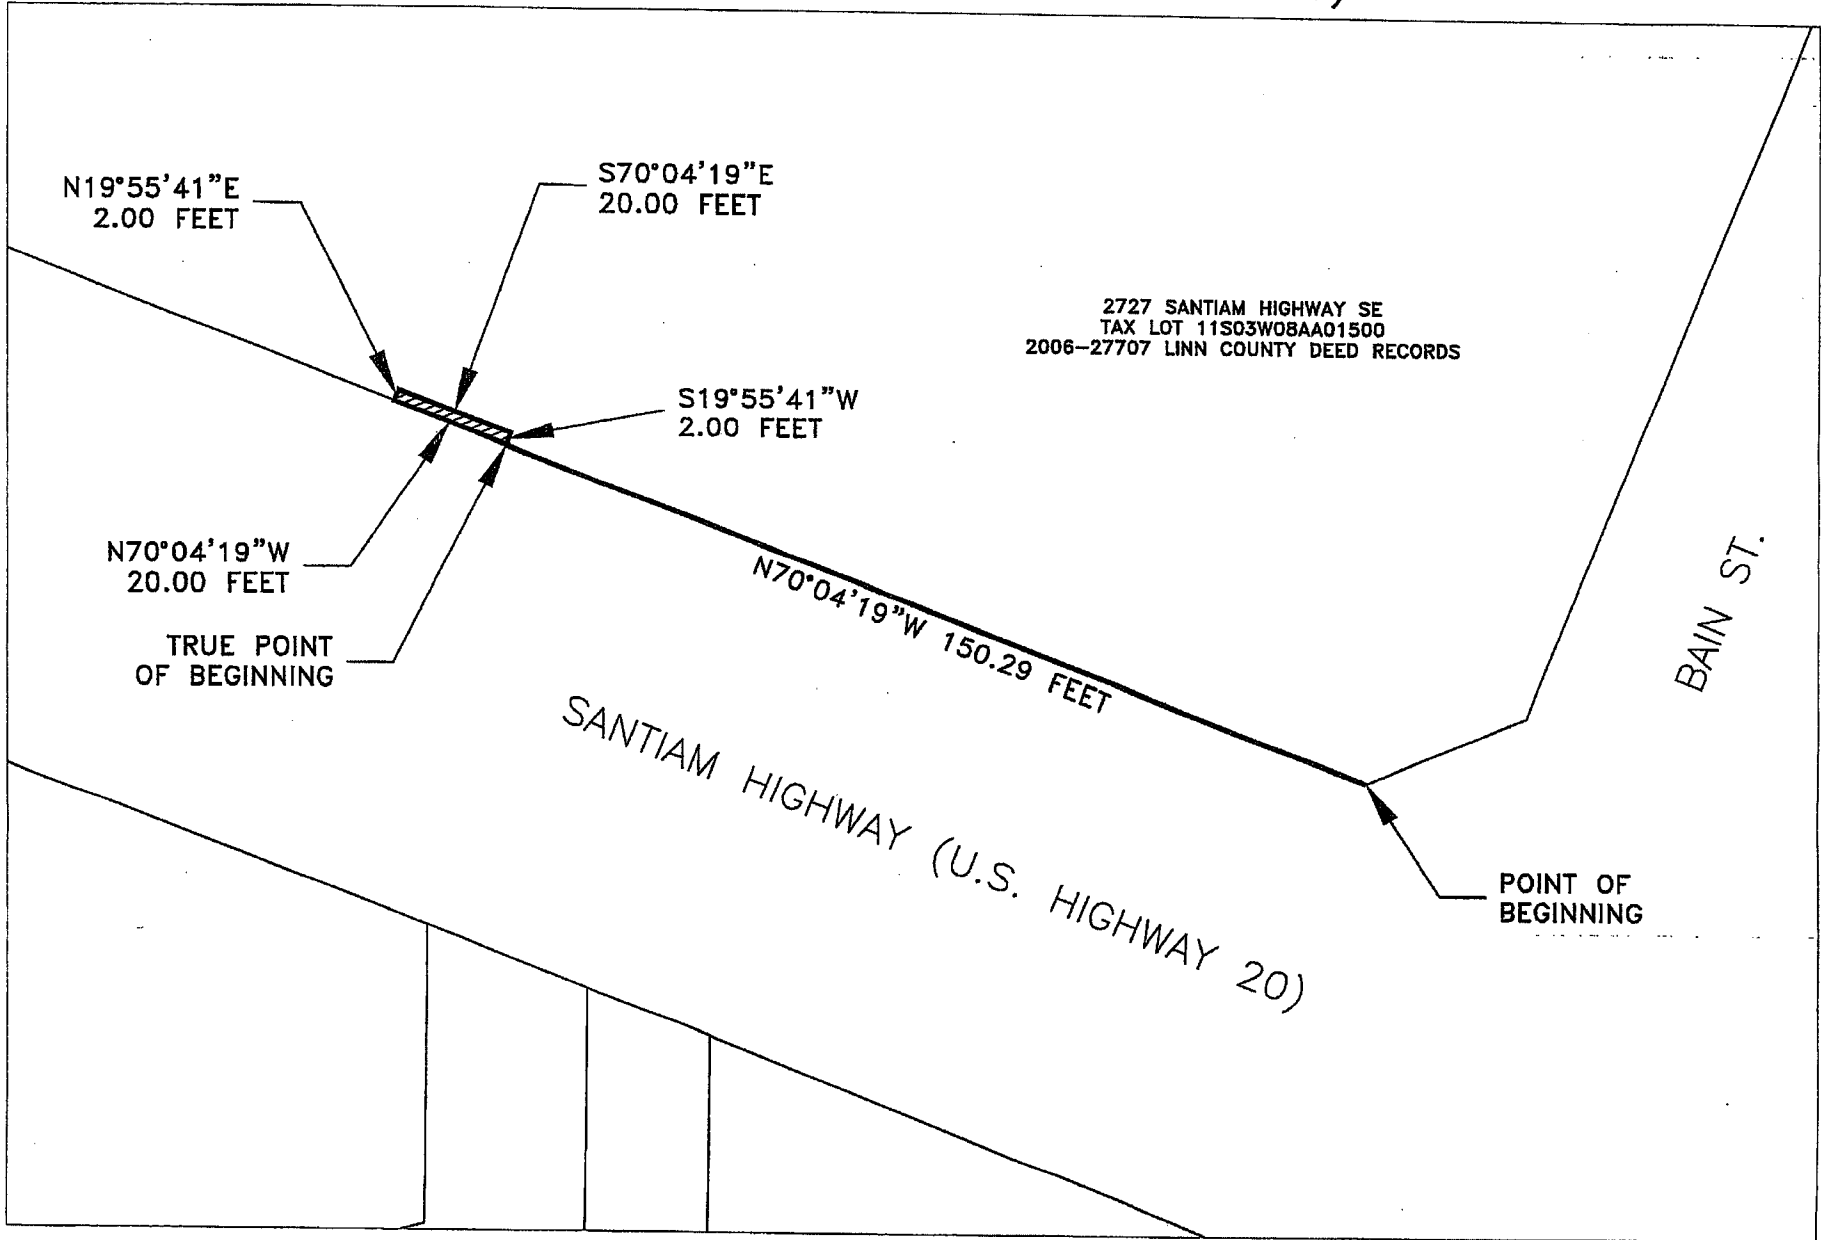 N19°55'41"E
2.00 FEET
S70°04'19"E
20.00 FEET
2727 SANTIAM HIGHWAY SE
TAX LOT 11S03W08AA01500
2006-27707 LINN COUNTY DEED RECORDS
S19°55'41"W
2.00 FEET
N70°04'19"W
20.00 FEET
TRUE POINT
OF BEGINNING
N70°04'19"W 150.29 FEET
BAIN ST.
SANTIAM HIGHWAY (U.S. HIGHWAY 20)
POINT OF
BEGINNING